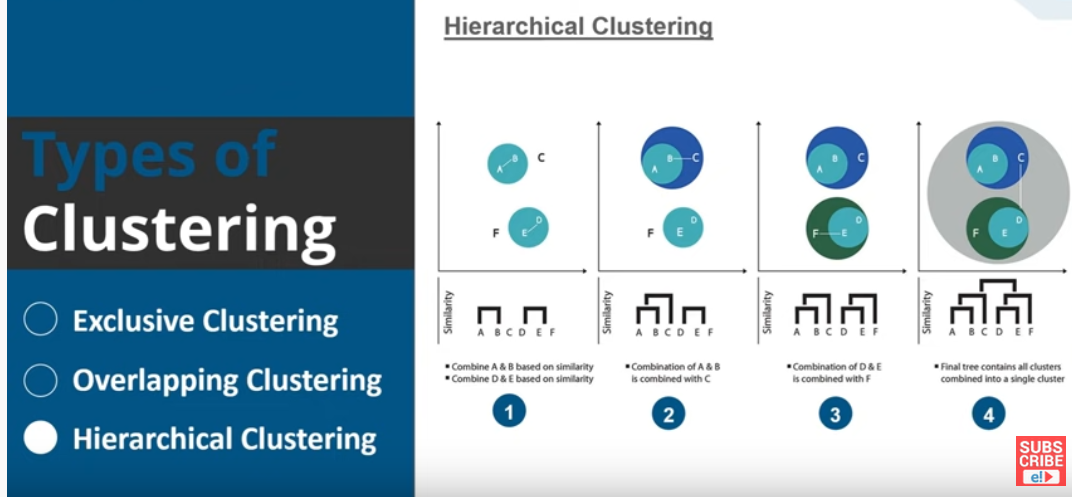 Types of
Clustering
Exclusive Clustering
Overlapping Clustering
Hierarchical Clustering
Hierarchical Clustering
A B C
F E D
Similarity
A B C D E F
▪ Combine A & B based on similarity
▪ Combine D & E based on similarity
1
A B C
F E D
Similarity
A B C D E F
▪ Combination of A & B
is combined with C
2
A B C
F E D
Similarity
A B C D E F
▪ Combination of D & E
is combined with F
3
A B C
F E D
Similarity
A B C D E F
▪ Final tree contains all clusters
combined into a single cluster
4
SUBS
CRIBE
e!